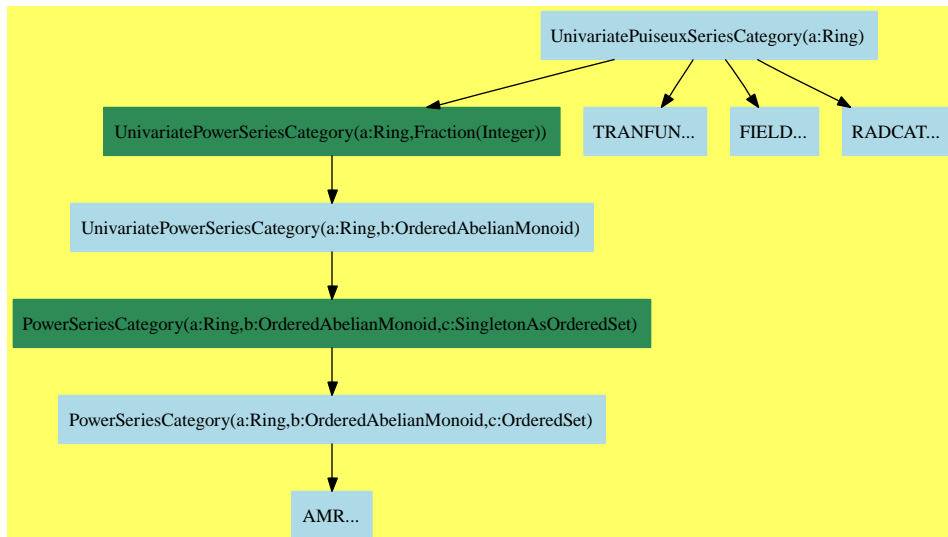 UnivariatePuiseuxSeriesCategory(a:Ring)
UnivariatePowerSeriesCategory(a:Ring,Fraction(Integer))
TRANFUN...
FIELD...
RADCAT...
UnivariatePowerSeriesCategory(a:Ring,b:OrderedAbelianMonoid)
PowerSeriesCategory(a:Ring,b:OrderedAbelianMonoid,c:SingletonAsOrderedSet)
PowerSeriesCategory(a:Ring,b:OrderedAbelianMonoid,c:OrderedSet)
AMR...